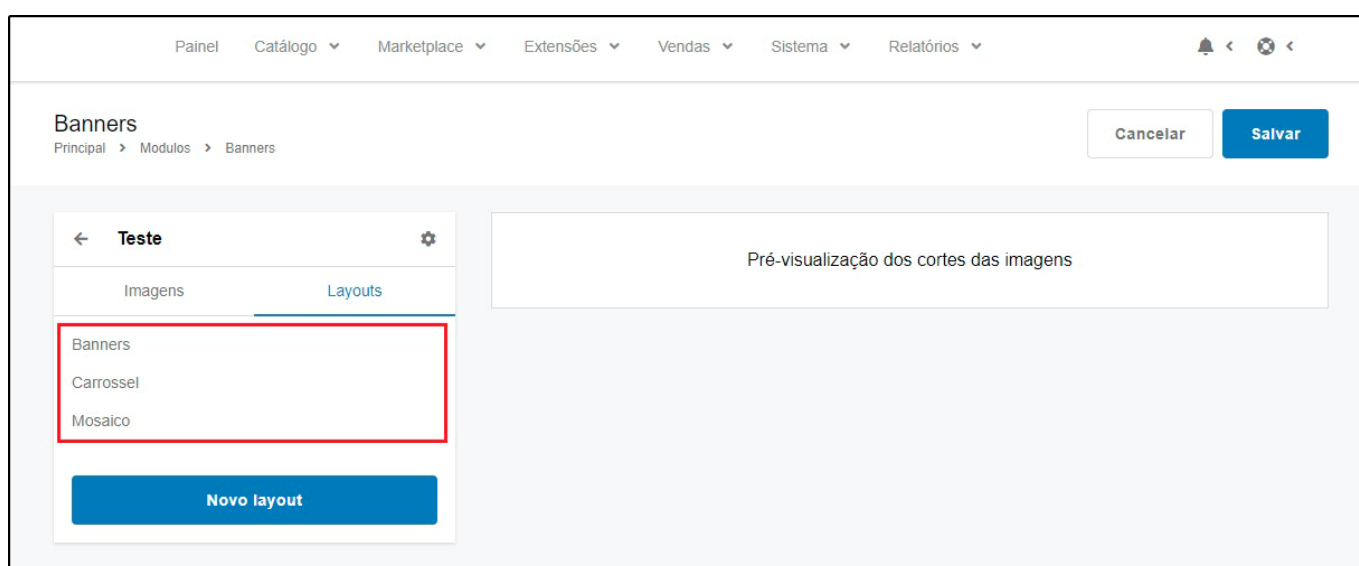 Painel Catálogo Marketplace Extensões Vendas Sistema Relatórios
Banners
Principal > Modulos > Banners
Cancelar Salvar
Teste
Imagens Layouts
Banners
Carrossel
Mosaico
Novo layout
Pré-visualização dos cortes das imagens